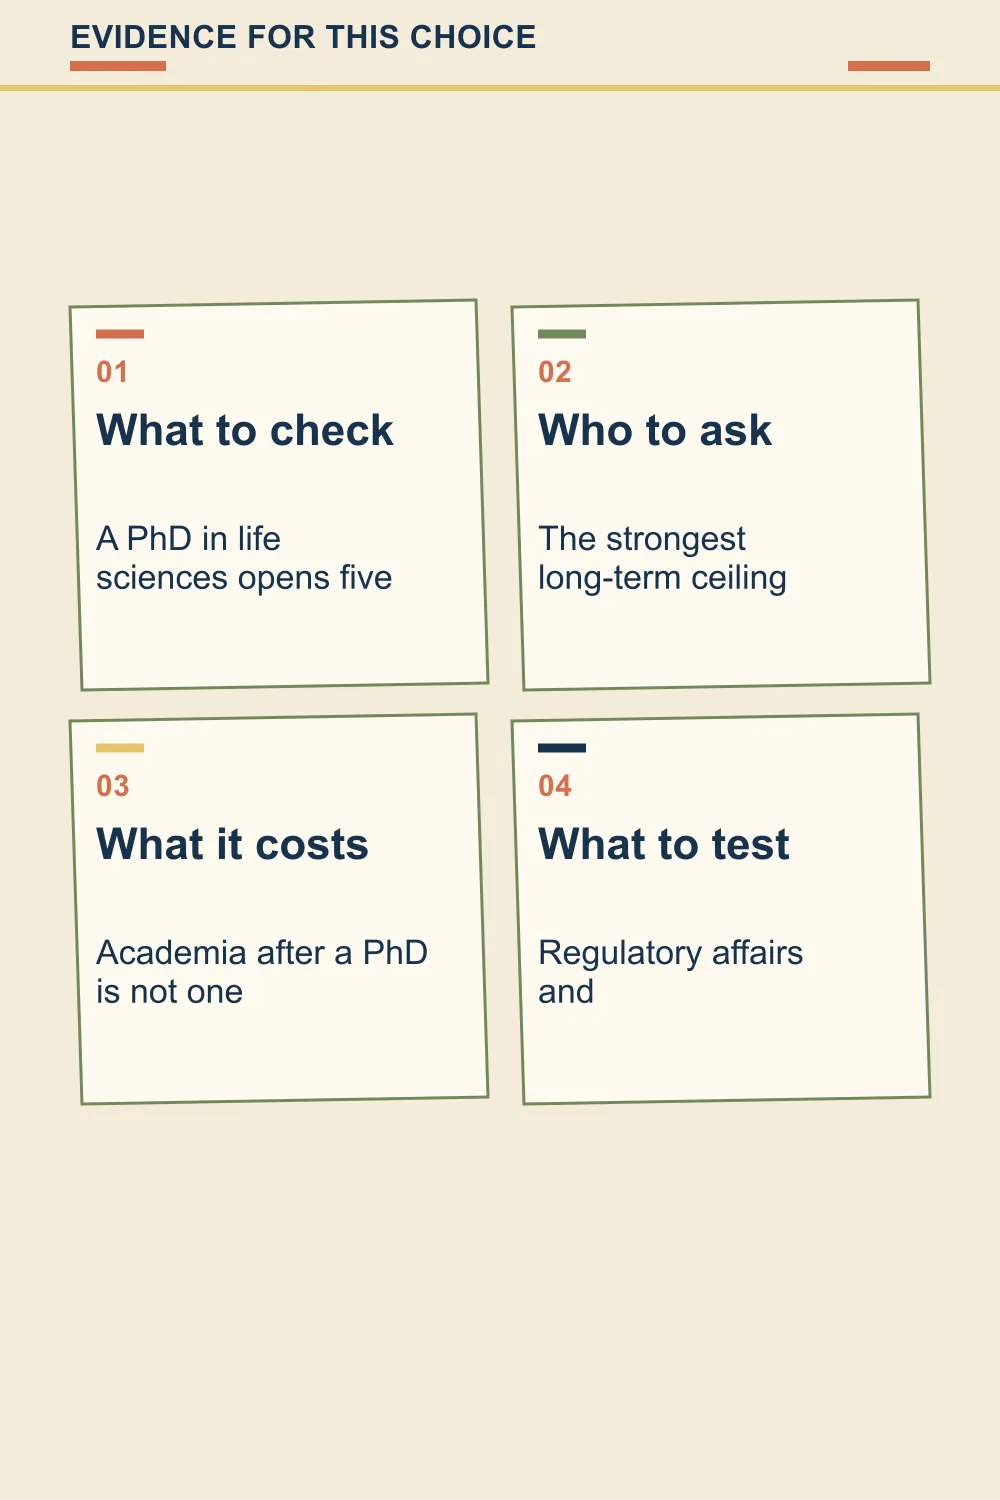 EVIDENCE FOR THIS CHOICE
01
What to check
A PhD in life
sciences opens five
02
Who to ask
The strongest
long-term ceiling
03
What it costs
Academia after a PhD
is not one
04
What to test
Regulatory affairs
and